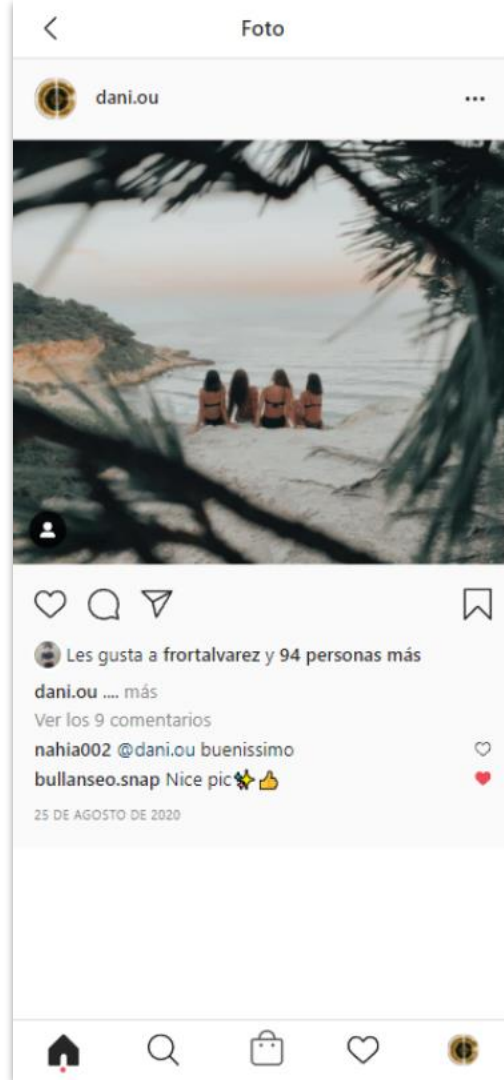 Foto
dani.ou
Les gusta a frortalvarez y 94 personas más
dani.ou .... más
Ver los 9 comentarios
nahia002 @dani.ou buenissimo
bullanseo.snap Nice pic✨👍
25 DE AGOSTO DE 2020